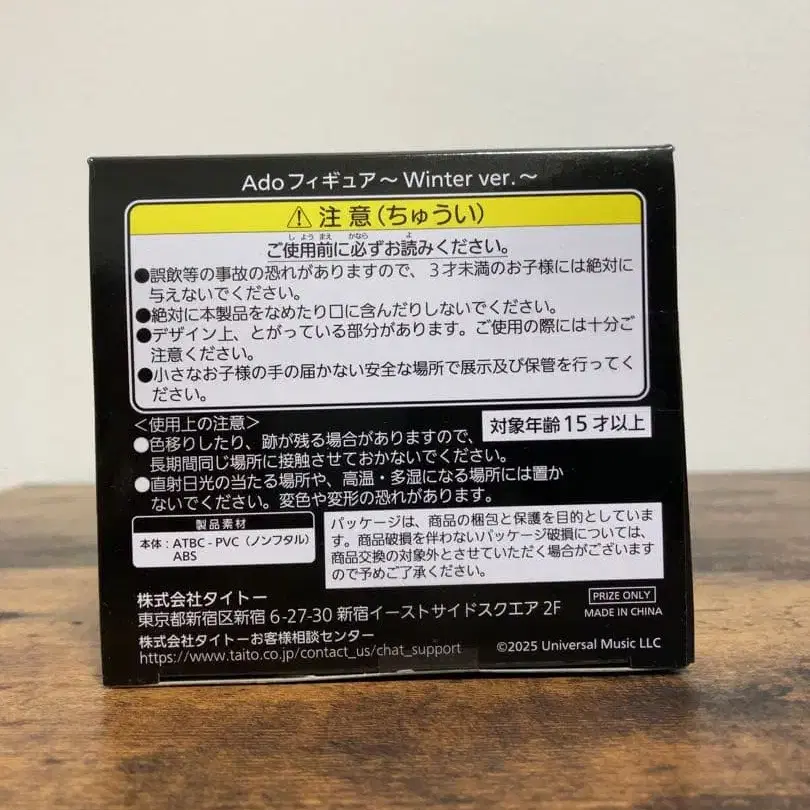 Adoフィギュア～Winter ver.～
⚠注意(ちゅうい)
しようまえ かなら よ
ご使用前に必ずお読みください。
●誤飲等の事故の恐れがありますので、３才未満のお子様には絶対に
与えないでください。
●絶対に本製品をなめたり口に含んだりしないでください。
●デザイン上、とがっている部分があります。ご使用の際には十分ご
注意ください。
●小さなお子様の手の届かない安全な場所で展示及び保管を行ってく
ださい。
＜使用上の注意＞
対象年齢15才以上
●色移りしたり、跡が残る場合がありますので、
長期間同じ場所に接触させておかないでください。
●直射日光の当たる場所や、高温・多湿になる場所には置か
ないでください。変色や変形の恐れがあります。
製品素材
本体：ATBC-PVC（ノンフタル）
ABS
パッケージは、商品の梱包と保護を目的としていま
す。商品破損を伴わないパッケージ破損については、
商品交換の対象外とさせていただく場合がございます
ので予めご了承ください。
株式会社タイトー
東京都新宿区新宿 6-27-30 新宿イーストサイドスクエア 2F
株式会社タイトーお客様相談センター
https://www.taito.co.jp/contact_us/chat_support
PRIZE ONLY
MADE IN CHINA
©2025 Universal Music LLC